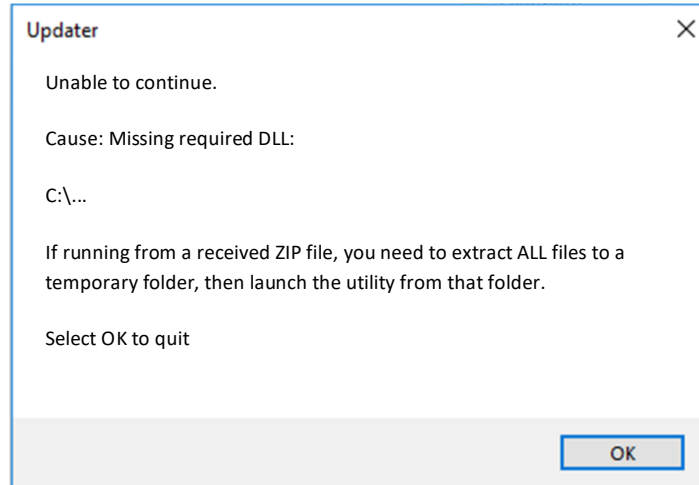 Updater
Unable to continue.
Cause: Missing required DLL:
C:\...
If running from a received ZIP file, you need to extract ALL files to a
temporary folder, then launch the utility from that folder.
Select OK to quit
OK